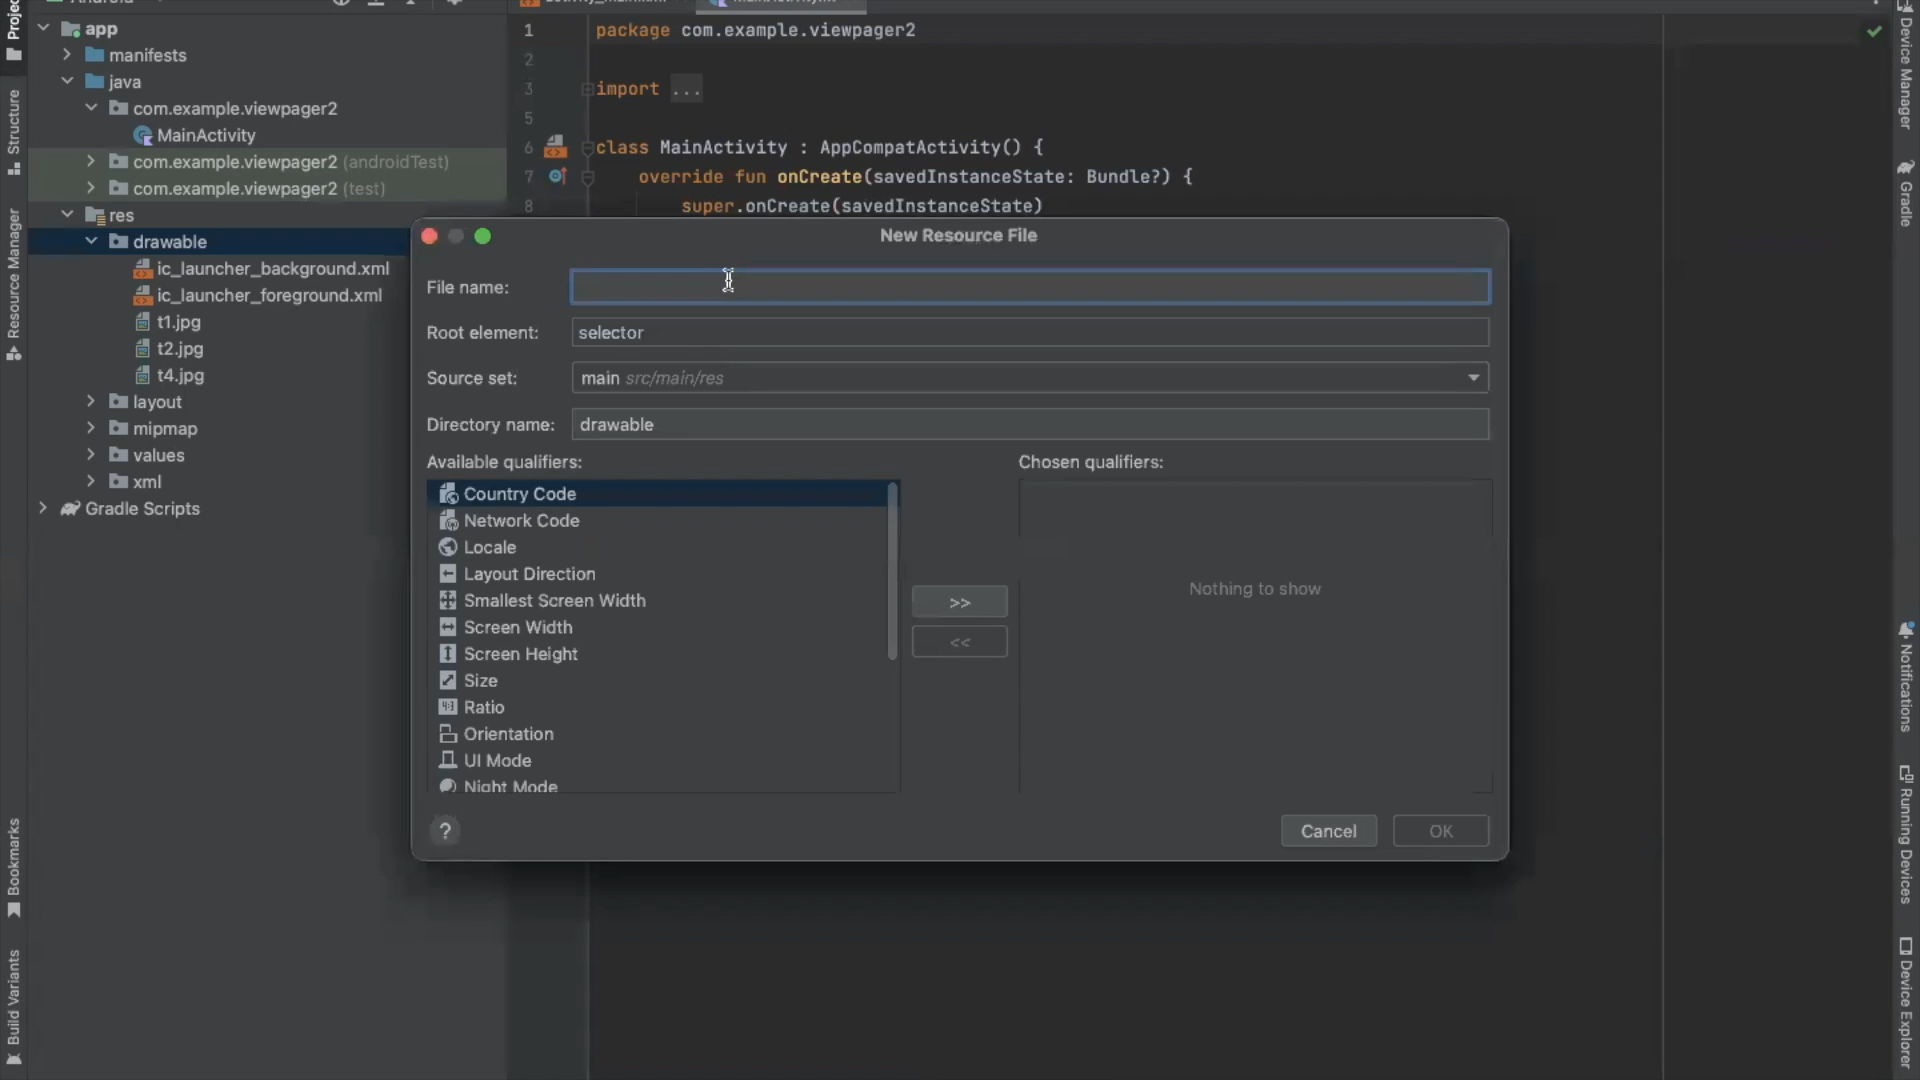 Project
Structure
Resource Manager
Bookmarks
Build Variants
app
manifests
java
com.example.viewpager2
MainActivity
com.example.viewpager2 (androidTest)
com.example.viewpager2 (test)
res
drawable
ic_launcher_background.xml
ic_launcher_foreground.xml
t1.jpg
t2.jpg
t4.jpg
layout
mipmap
values
xml
Gradle Scripts
1 package com.example.viewpager2
2
3 import ...
5
6 class MainActivity : AppCompatActivity() {
7 override fun onCreate(savedInstanceState: Bundle?) {
8 super.onCreate(savedInstanceState)
New Resource File
File name:
Root element: selector
Source set: main src/main/res
Directory name: drawable
Available qualifiers:
Chosen qualifiers:
Country Code
Network Code
Locale
Layout Direction
Smallest Screen Width
Screen Width
Screen Height
Size
Ratio
Orientation
UI Mode
Night Mode
>>
<<
Nothing to show
?
Cancel
OK
Device Manager
Gradle
Notifications
Running Devices
Device Explorer